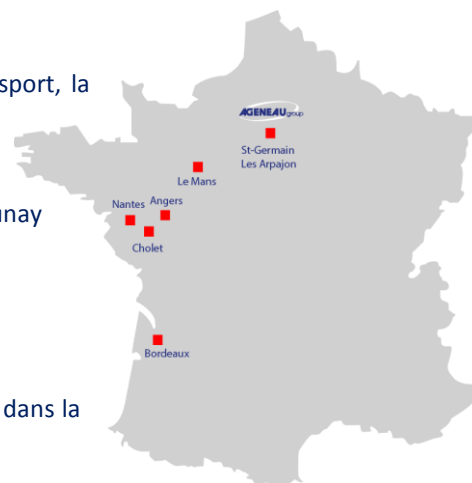 sport, la
AGENEAU group
St-Germain
Les Arpajon
Le Mans
Nantes
Angers
unay
Cholet
Bordeaux
dans la